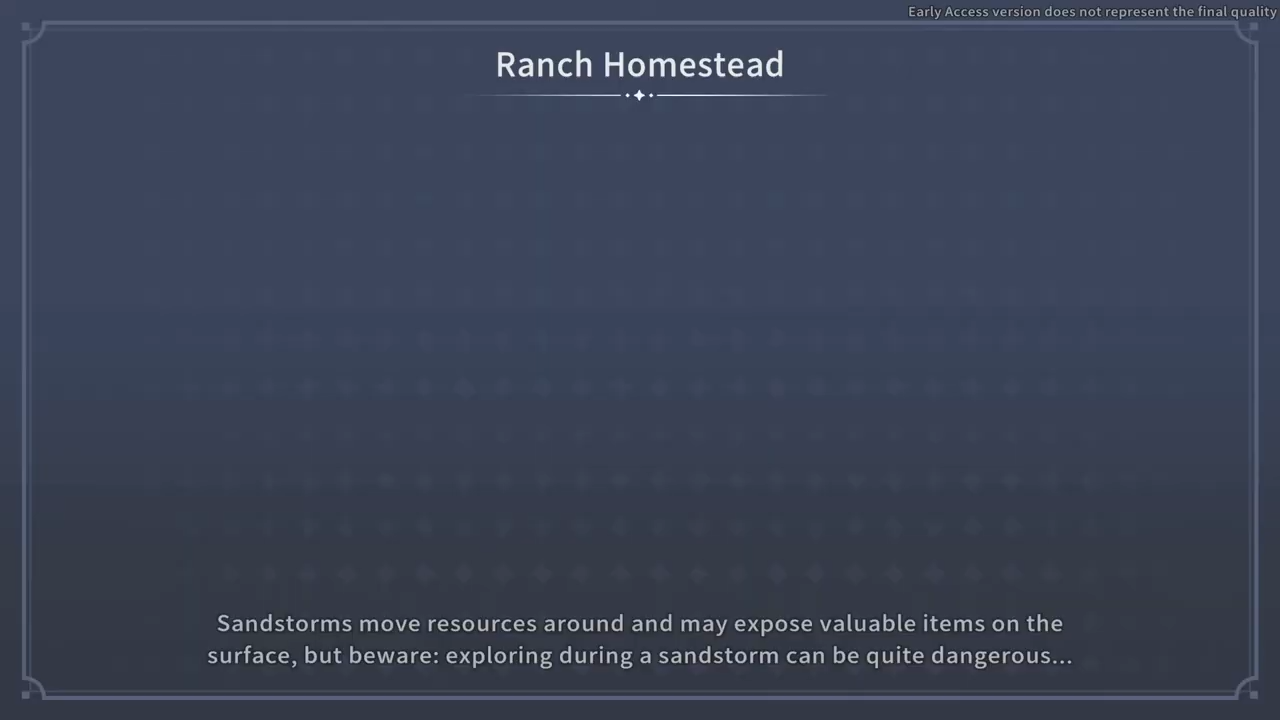 Early Access version does not represent the final quality
Ranch Homestead
Sandstorms move resources around and may expose valuable items on the
surface, but beware: exploring during a sandstorm can be quite dangerous...